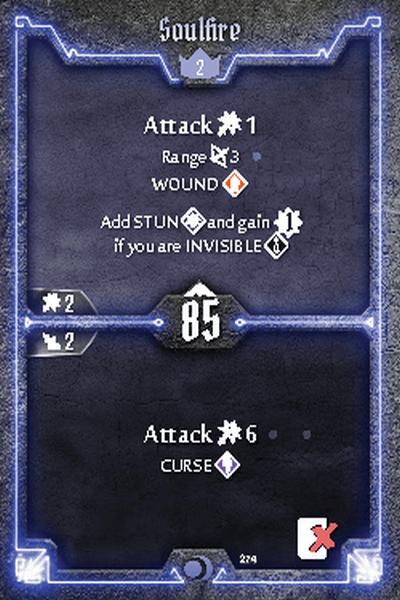 Soulfire
2
Attack 1
Range 3
WOUND
Add STUN and gain 1
if you are INVISIBLE
2
85
2
Attack 6
CURSE
224